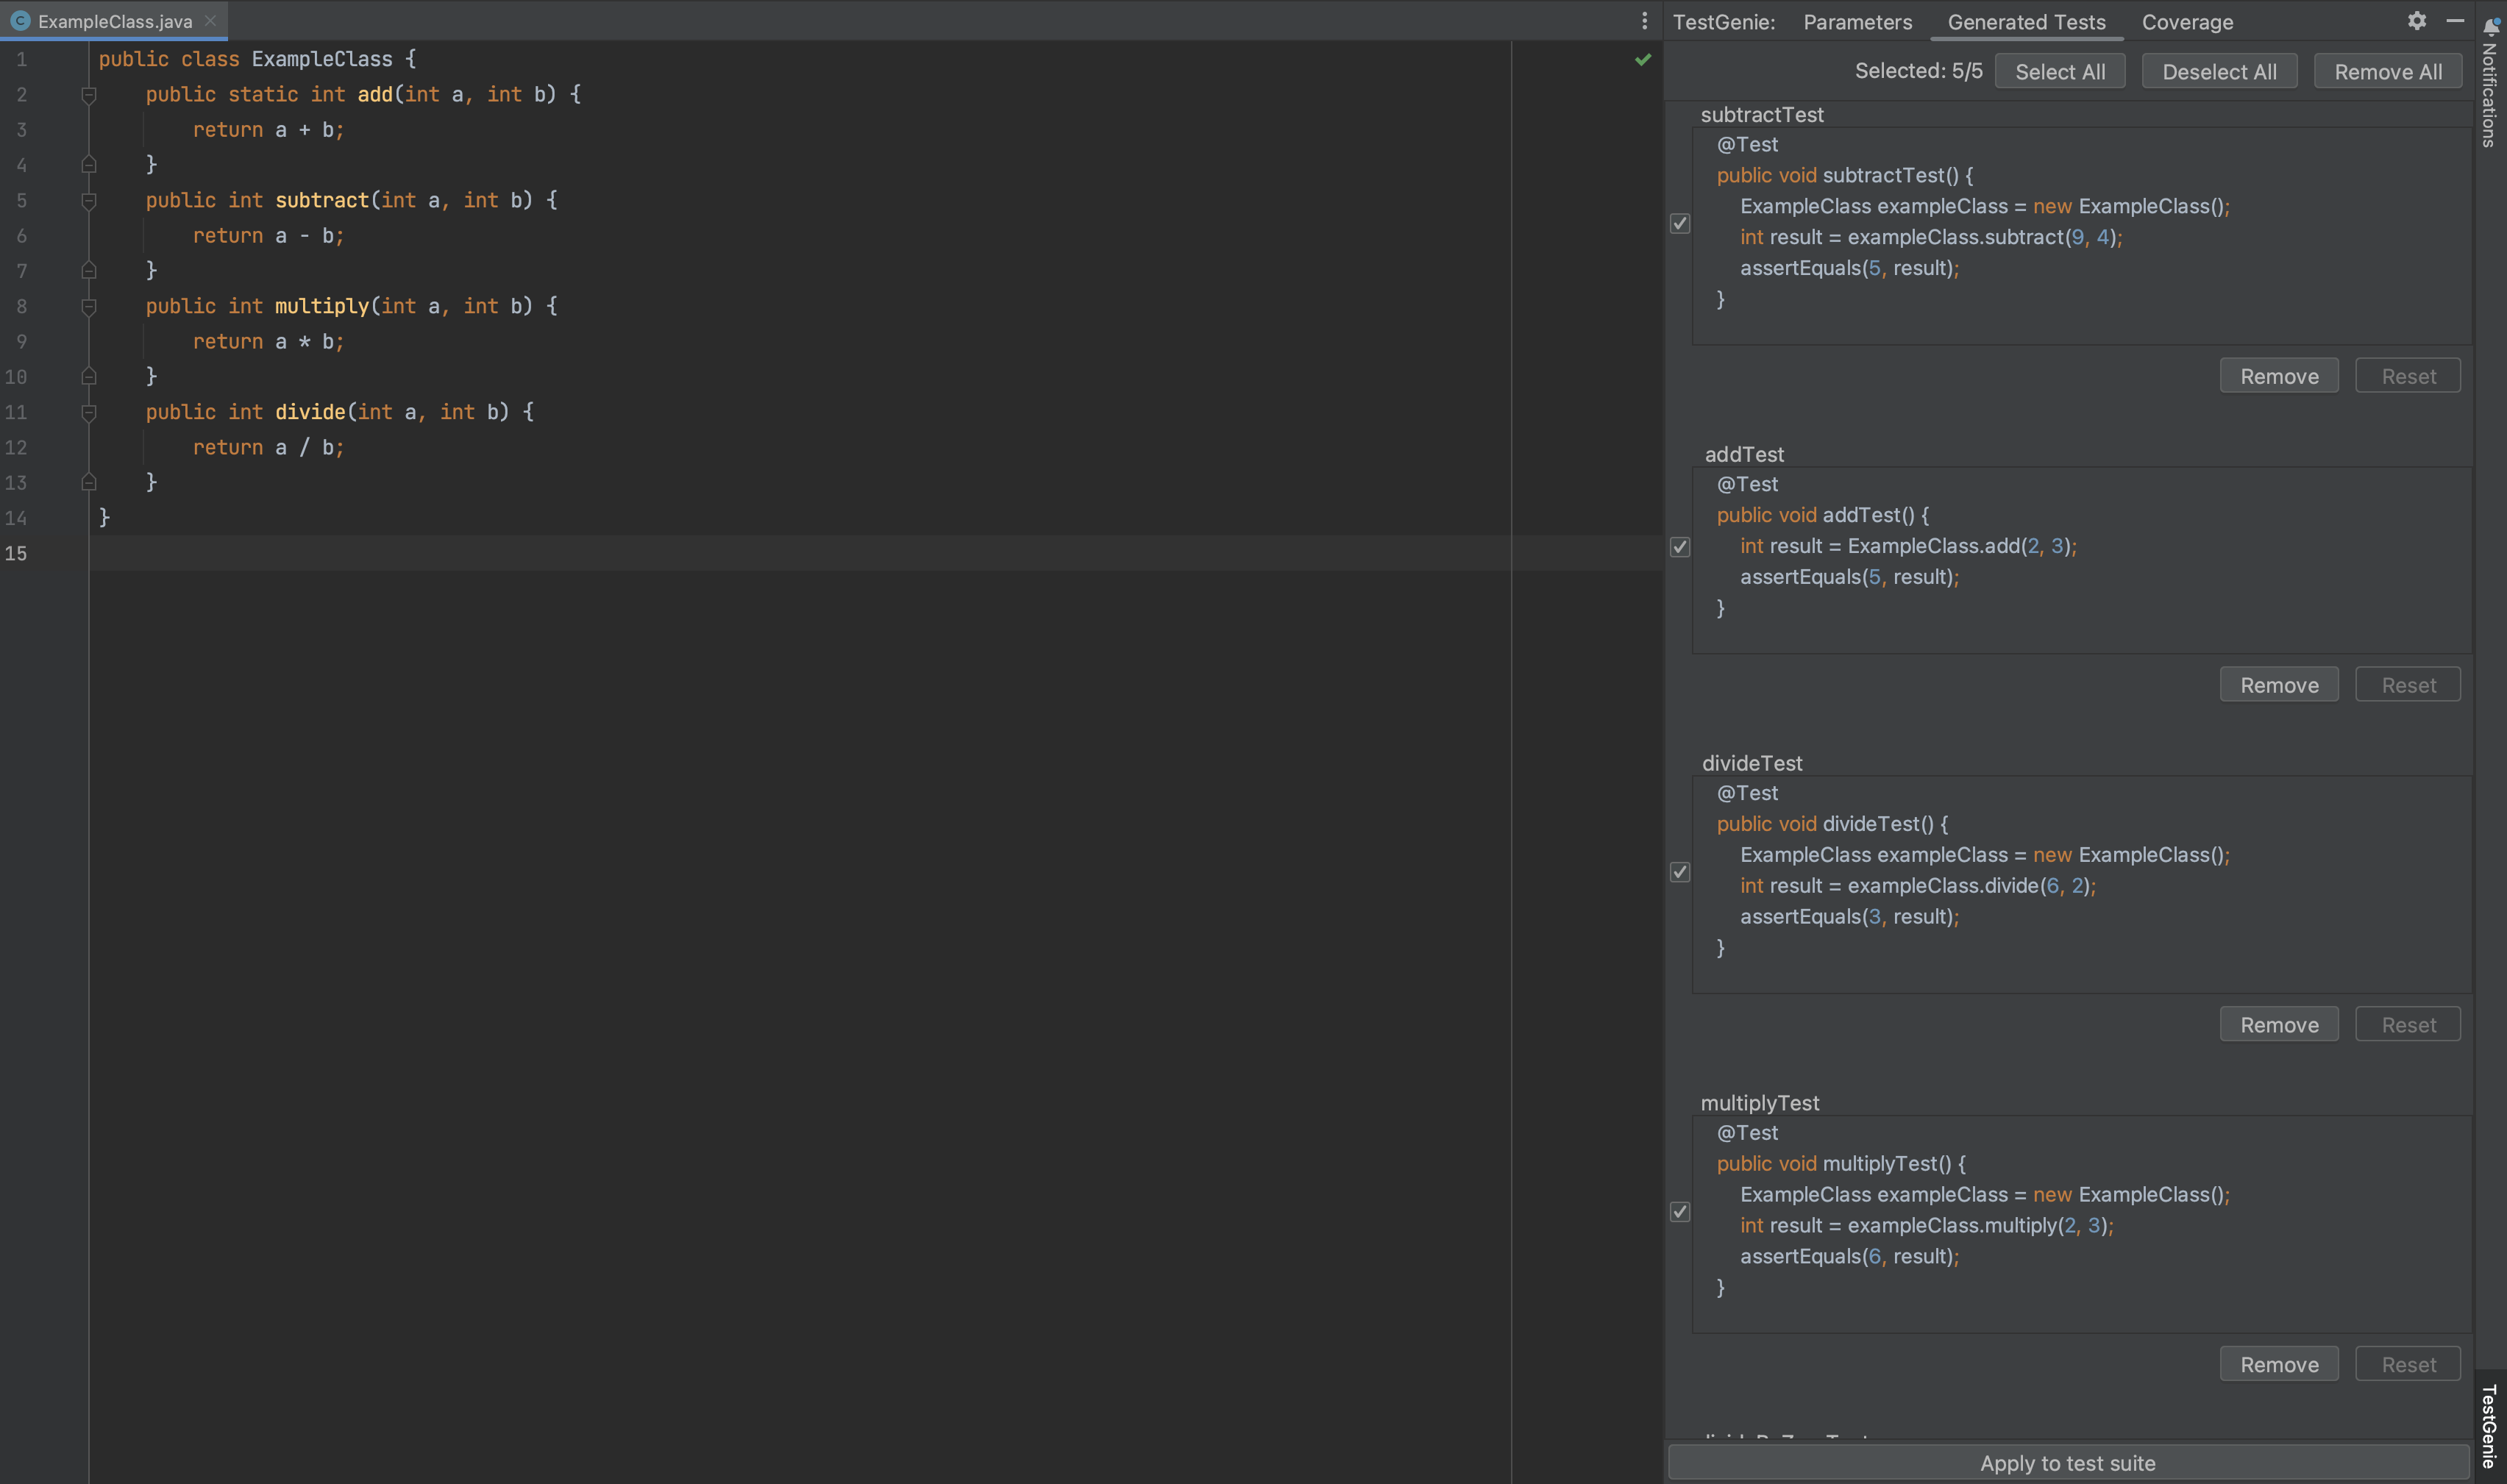 ExampleClass.java
1 public class ExampleClass {
2 public static int add(int a, int b) {
3 return a + b;
4 }
5 public int subtract(int a, int b) {
6 return a - b;
7 }
8 public int multiply(int a, int b) {
9 return a * b;
10 }
11 public int divide(int a, int b) {
12 return a / b;
13 }
14 }
15
TestGenie: Parameters Generated Tests Coverage
Selected: 5/5 Select All Deselect All Remove All
subtractTest
@Test
public void subtractTest() {
ExampleClass exampleClass = new ExampleClass();
int result = exampleClass.subtract(9, 4);
assertEquals(5, result);
}
Remove Reset
addTest
@Test
public void addTest() {
int result = ExampleClass.add(2, 3);
assertEquals(5, result);
}
Remove Reset
divideTest
@Test
public void divideTest() {
ExampleClass exampleClass = new ExampleClass();
int result = exampleClass.divide(6, 2);
assertEquals(3, result);
}
Remove Reset
multiplyTest
@Test
public void multiplyTest() {
ExampleClass exampleClass = new ExampleClass();
int result = exampleClass.multiply(2, 3);
assertEquals(6, result);
}
Remove Reset
Apply to test suite
Notifications
TestGenie